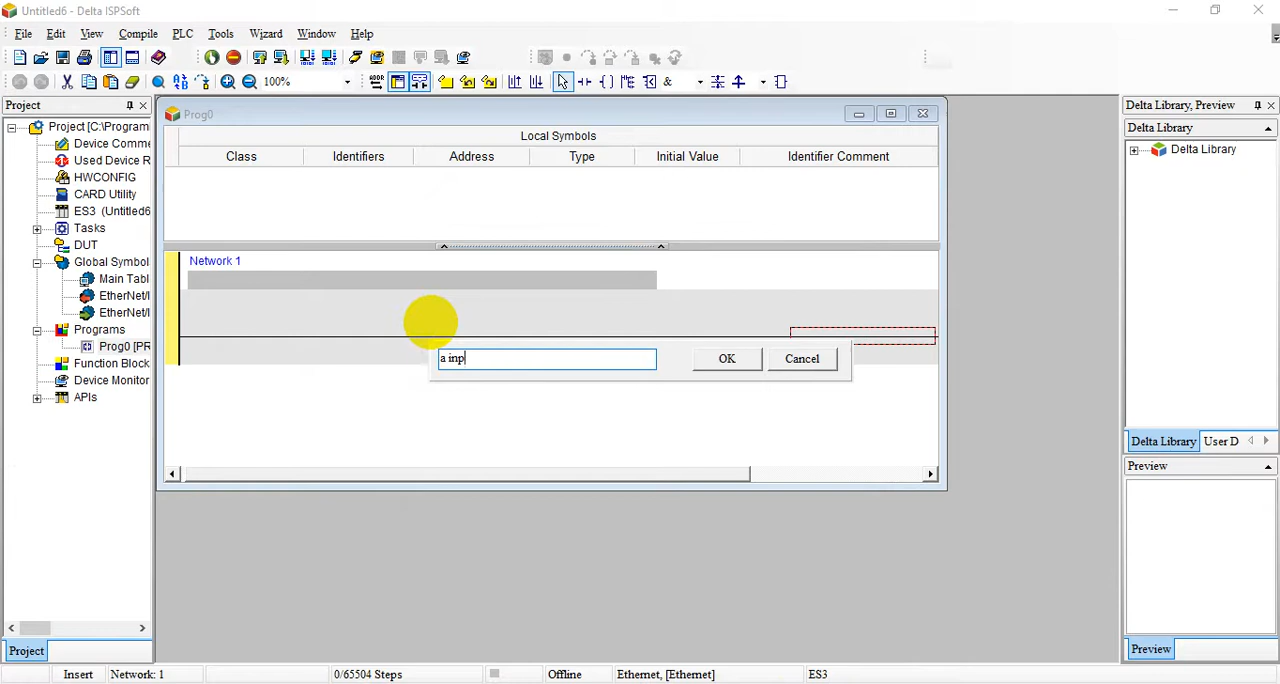 Untitled6 - Delta ISPSoft
File Edit View Compile PLC Tools Wizard Window Help
100%
ADDR
&
Project
Project [C:\Program
Device Comme
Used Device R
HWCONFIG
CARD Utility
ES3 (Untitled6
Tasks
DUT
Global Symbol
Main Tabl
EtherNet/I
EtherNet/I
Programs
Prog0 [PR
Function Block
Device Monitor
APIs
Project
Prog0
Local Symbols
Class Identifiers Address Type Initial Value Identifier Comment
Network 1
a inp
OK Cancel
Delta Library, Preview
Delta Library
Delta Library
Delta Library User D
Preview
Preview
Insert Network: 1 0/65504 Steps Offline Ethernet, [Ethernet] ES3